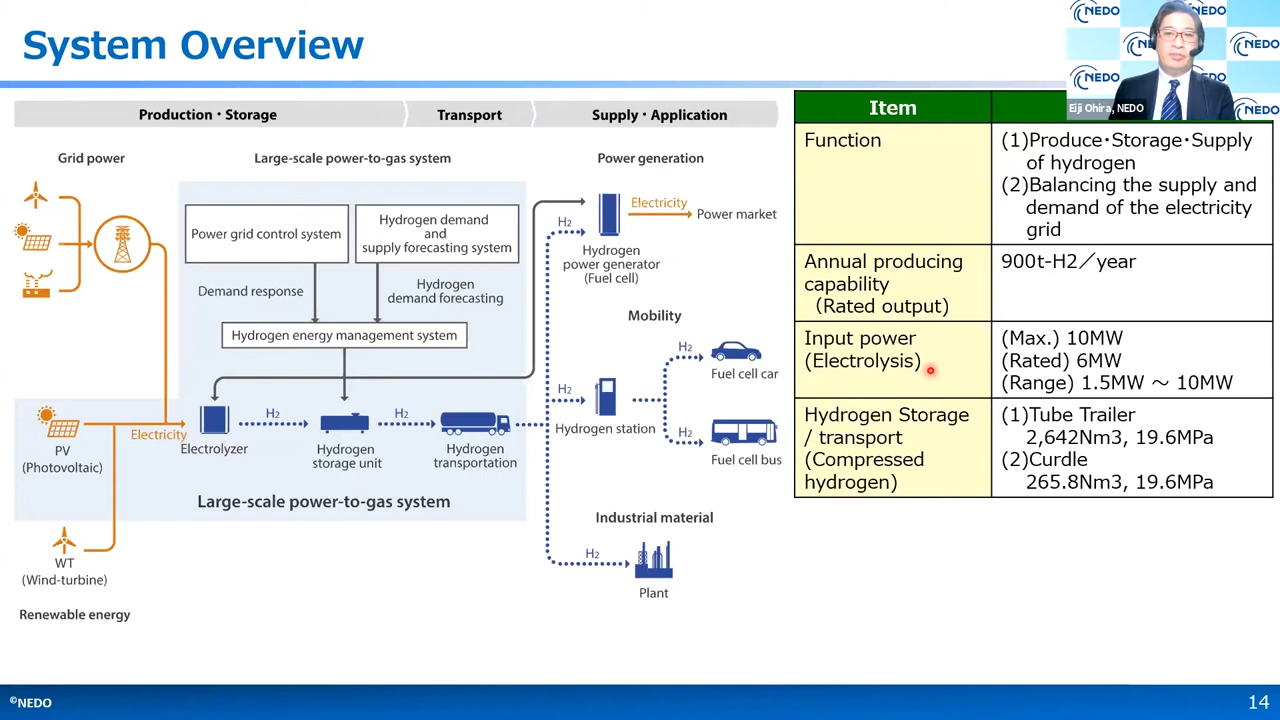 System Overview
NEDO
NEDO
NEDO
NEDO
NEDO
NEDO
Eiji Ohira, NEDO
Production・Storage
Transport
Supply・Application
Grid power
Large-scale power-to-gas system
Power grid control system
Hydrogen demand
and
supply forecasting system
Demand response
Hydrogen
demand forecasting
Hydrogen energy management system
PV
(Photovoltaic)
Electricity
Electrolyzer
H2
Hydrogen
storage unit
H2
Hydrogen
transportation
Large-scale power-to-gas system
WT
(Wind-turbine)
Renewable energy
Power generation
H2
Electricity
Power market
Hydrogen
power generator
(Fuel cell)
Mobility
H2
Fuel cell car
H2
Hydrogen station
H2
Fuel cell bus
Industrial material
H2
Plant
Item
Function
(1)Produce・Storage・Supply
of hydrogen
(2)Balancing the supply and
demand of the electricity
grid
Annual producing
capability
（Rated output)
900t-H2／year
Input power
(Electrolysis)
(Max.) 10MW
(Rated) 6MW
(Range) 1.5MW ～ 10MW
Hydrogen Storage
/ transport
(Compressed
hydrogen)
(1)Tube Trailer
2,642Nm3, 19.6MPa
(2)Curdle
265.8Nm3, 19.6MPa
©NEDO
14